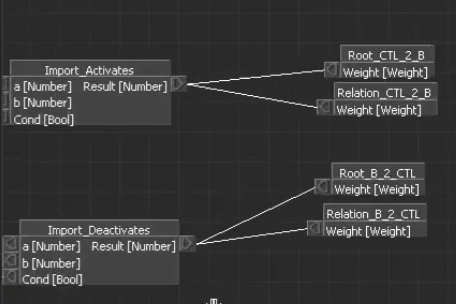 Import_Activates
a [Number] Result [Number]
b [Number]
Cond [Bool]
Root_CTL_2_B
Weight [Weight]
Relation_CTL_2_B
Weight [Weight]
Root_B_2_CTL
Weight [Weight]
Relation_B_2_CTL
Weight [Weight]
Import_Deactivates
a [Number] Result [Number]
b [Number]
Cond [Bool]